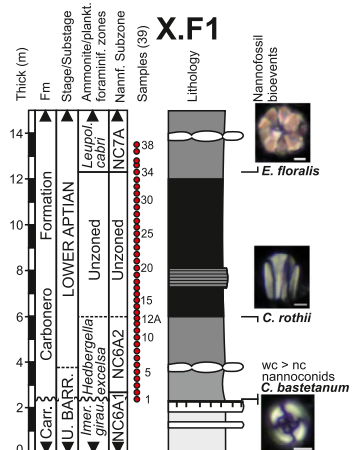 X.F1
Thick (m)
Fm
Stage/Substage
Ammonite/plankt.
foraminif. zones
Nannf. Subzone
Samples (39)
Lithology
Nannofossil
bioevents
14
12
10
8
6
4
2
0
Carbonero Formation
Carr.
LOWER APTIAN
U. BARR.
Leupol.
cabri
Unzoned
Hedbergella
excelsa
Imer.
girau.
NC7A
Unzoned
NC6A2
NC6A1
38
34
30
25
20
15
12A
10
5
1
E. floralis
C. rothii
wc > nc
nannoconids
C. bastetanum